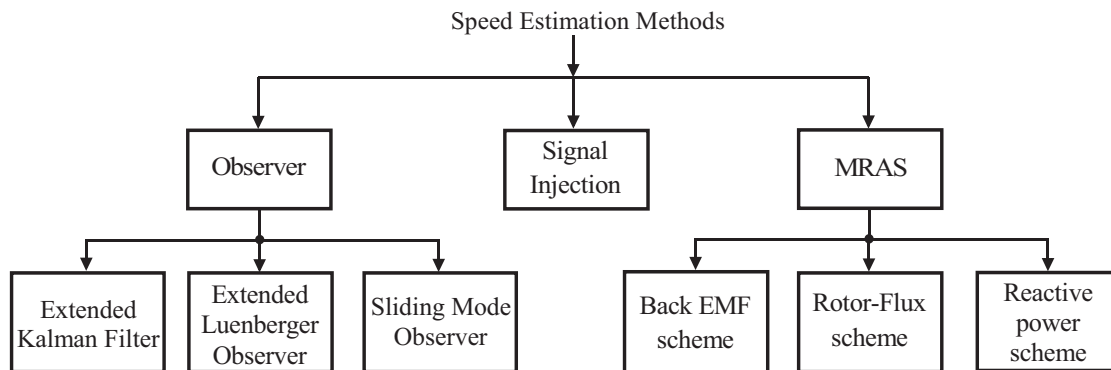 Speed Estimation Methods
Observer
Signal
Injection
MRAS
Extended
Kalman Filter
Extended
Luenberger
Observer
Sliding Mode
Observer
Back EMF
scheme
Rotor-Flux
scheme
Reactive
power
scheme